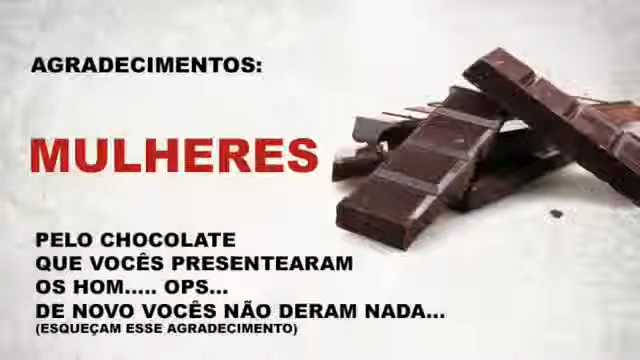 AGRADECIMENTOS:
MULHERES
PELO CHOCOLATE
QUE VOCÊS PRESENTEARAM
OS HOM..... OPS...
DE NOVO VOCÊS NÃO DERAM NADA...
(ESQUEÇAM ESSE AGRADECIMENTO)